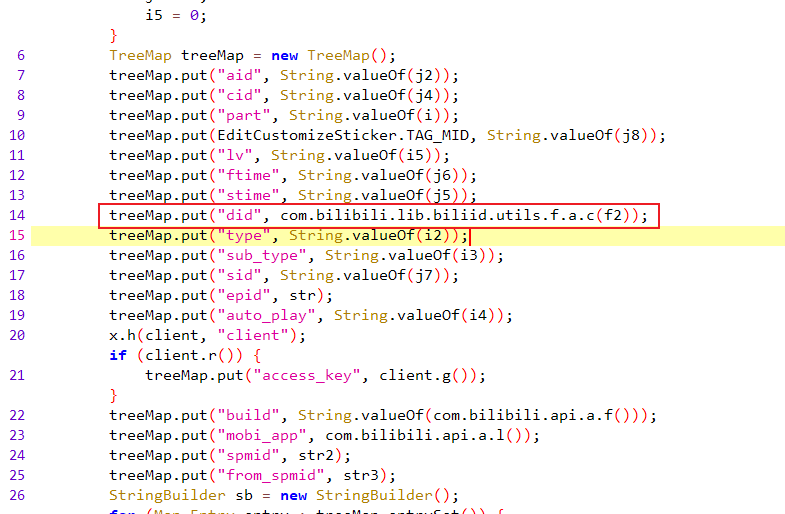 i5 = 0;
}
6 TreeMap treeMap = new TreeMap();
7 treeMap.put("aid", String.valueOf(j2));
8 treeMap.put("cid", String.valueOf(j4));
9 treeMap.put("part", String.valueOf(i));
10 treeMap.put(EditCustomizeSticker.TAG_MID, String.valueOf(j8));
11 treeMap.put("lv", String.valueOf(i5));
12 treeMap.put("ftime", String.valueOf(j6));
13 treeMap.put("stime", String.valueOf(j5));
14 treeMap.put("did", com.bilibili.lib.biliid.utils.f.a.c(f2));
15 treeMap.put("type", String.valueOf(i2));
16 treeMap.put("sub_type", String.valueOf(i3));
17 treeMap.put("sid", String.valueOf(j7));
18 treeMap.put("epid", str);
19 treeMap.put("auto_play", String.valueOf(i4));
20 x.h(client, "client");
if (client.r()) {
21 treeMap.put("access_key", client.g());
}
22 treeMap.put("build", String.valueOf(com.bilibili.api.a.f()));
23 treeMap.put("mobi_app", com.bilibili.api.a.l());
24 treeMap.put("spmid", str2);
25 treeMap.put("from_spmid", str3);
26 StringBuilder sb = new StringBuilder();
for (Map.Entry entry : treeMap.entrySet()) {